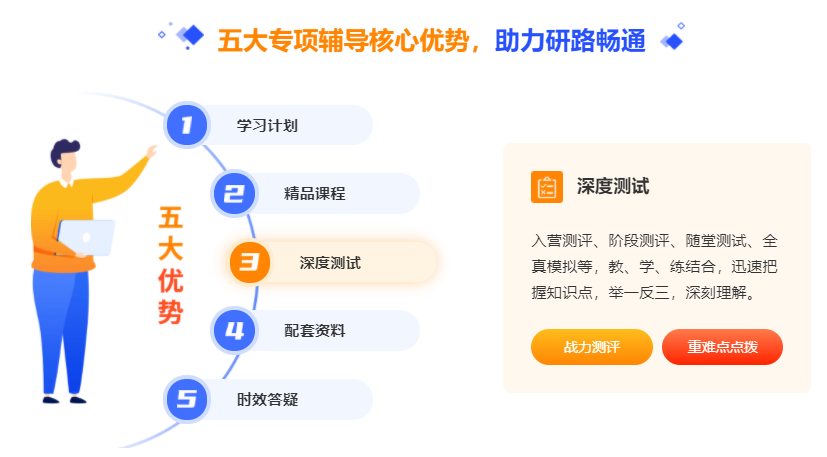 五大专项辅导核心优势，助力研路畅通
五大优势
1 学习计划
2 精品课程
3 深度测试
4 配套资料
5 时效答疑
深度测试
入营测评、阶段测评、随堂测试、全
真模拟等，教、学、练结合，迅速把
握知识点，举一反三，深刻理解。
战力测评 重难点点拨